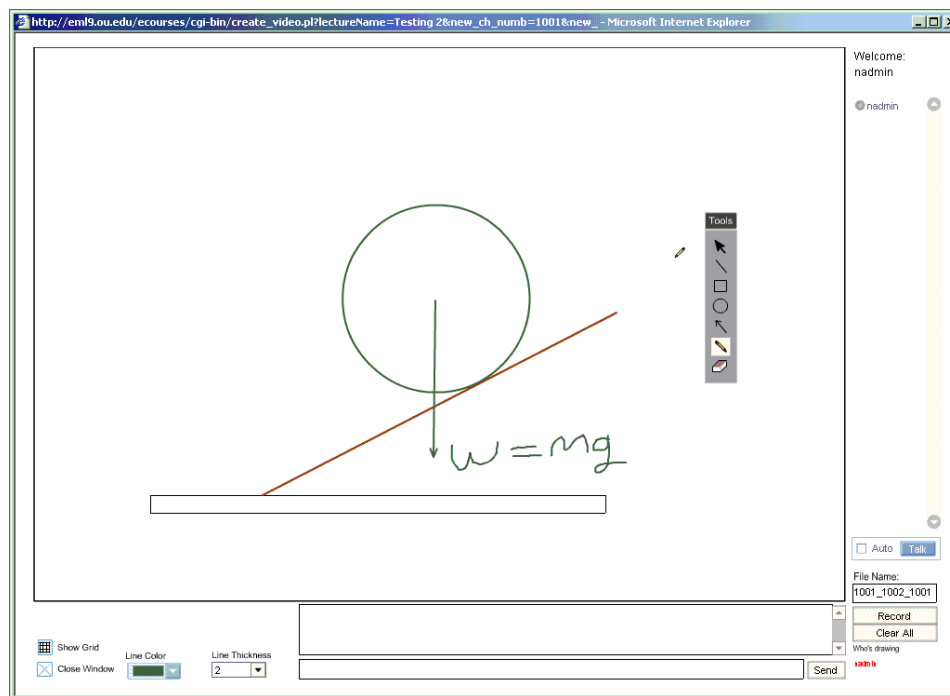 http://eml9.ou.edu/ecourses/cgi-bin/create_video.pl?lectureName=Testing 2&new_ch_numb=1001&new_ - Microsoft Internet Explorer
Welcome:
nadmin
nadmin
Tools
W = mg
Auto
Talk
File Name:
1001_1002_1001
Record
Clear All
Who's drawing
nadmin
Show Grid
Close Window
Line Color
Line Thickness
2
Send